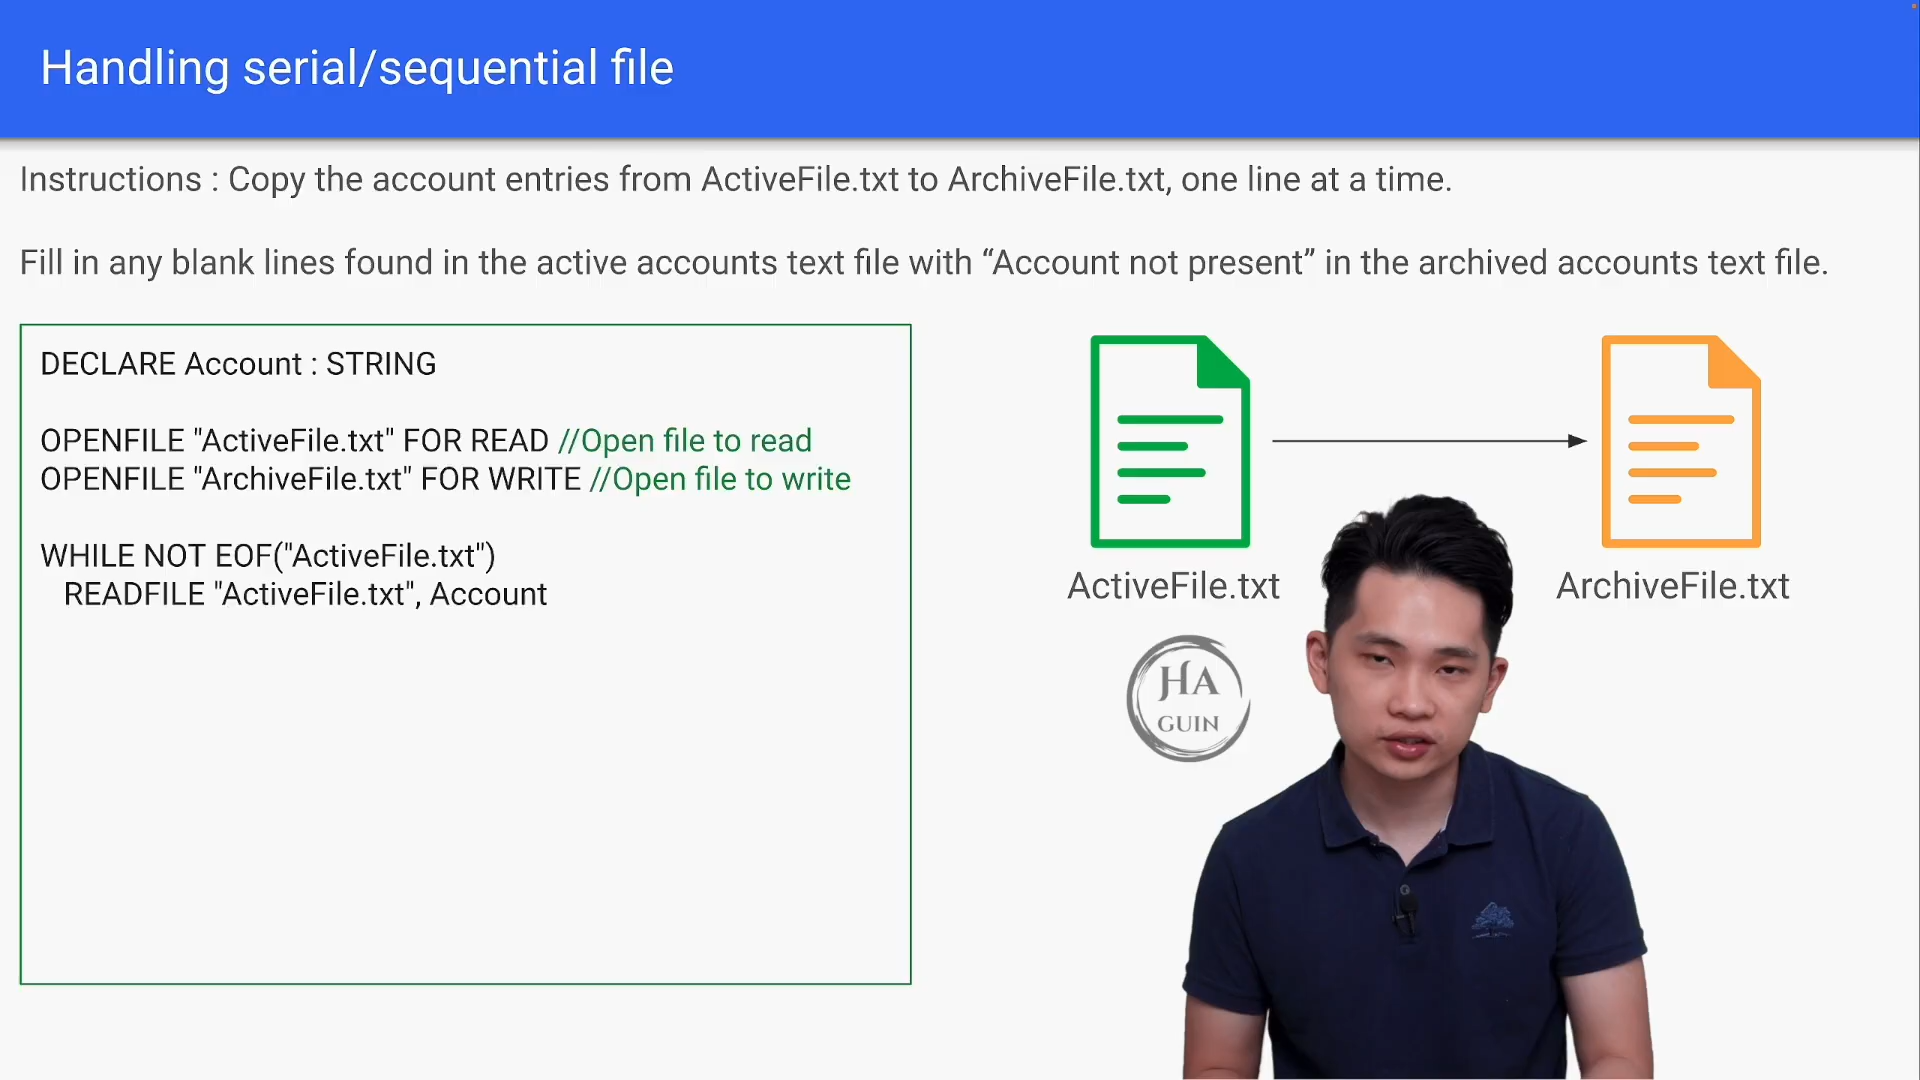 Handling serial/sequential file
Instructions : Copy the account entries from ActiveFile.txt to ArchiveFile.txt, one line at a time.
Fill in any blank lines found in the active accounts text file with “Account not present” in the archived accounts text file.
DECLARE Account : STRING
OPENFILE "ActiveFile.txt" FOR READ //Open file to read
OPENFILE "ArchiveFile.txt" FOR WRITE //Open file to write
WHILE NOT EOF("ActiveFile.txt")
READFILE "ActiveFile.txt", Account
ActiveFile.txt
ArchiveFile.txt
HA
GUIN